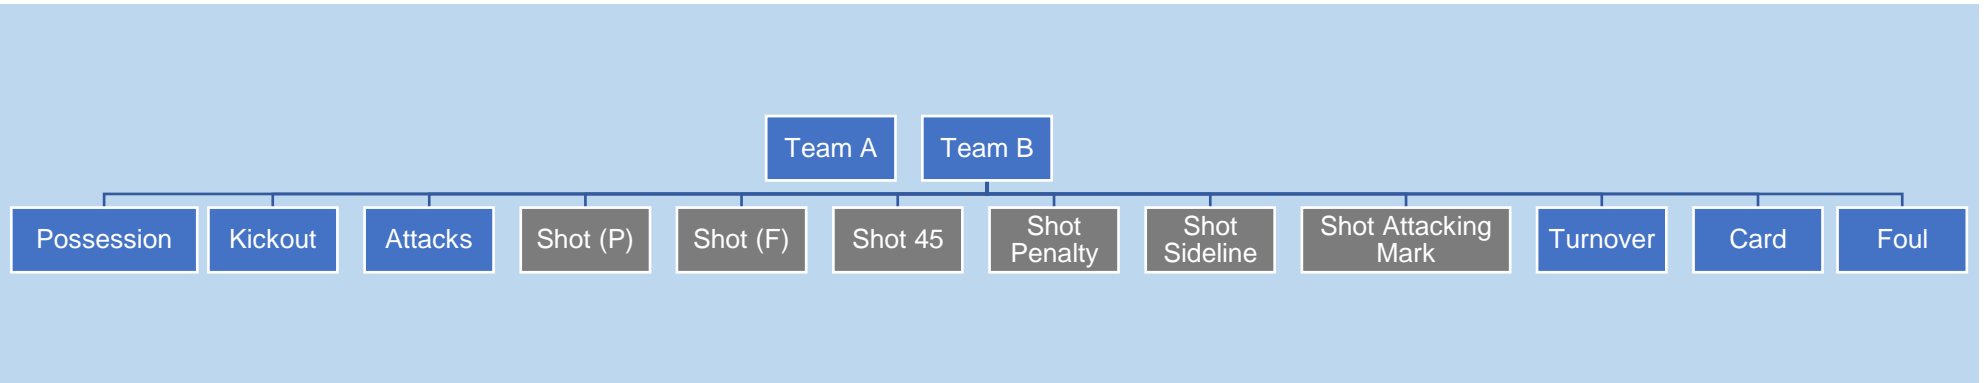 Team A
Team B
Possession
Kickout
Attacks
Shot (P)
Shot (F)
Shot 45
Shot
Penalty
Shot
Sideline
Shot Attacking
Mark
Turnover
Card
Foul